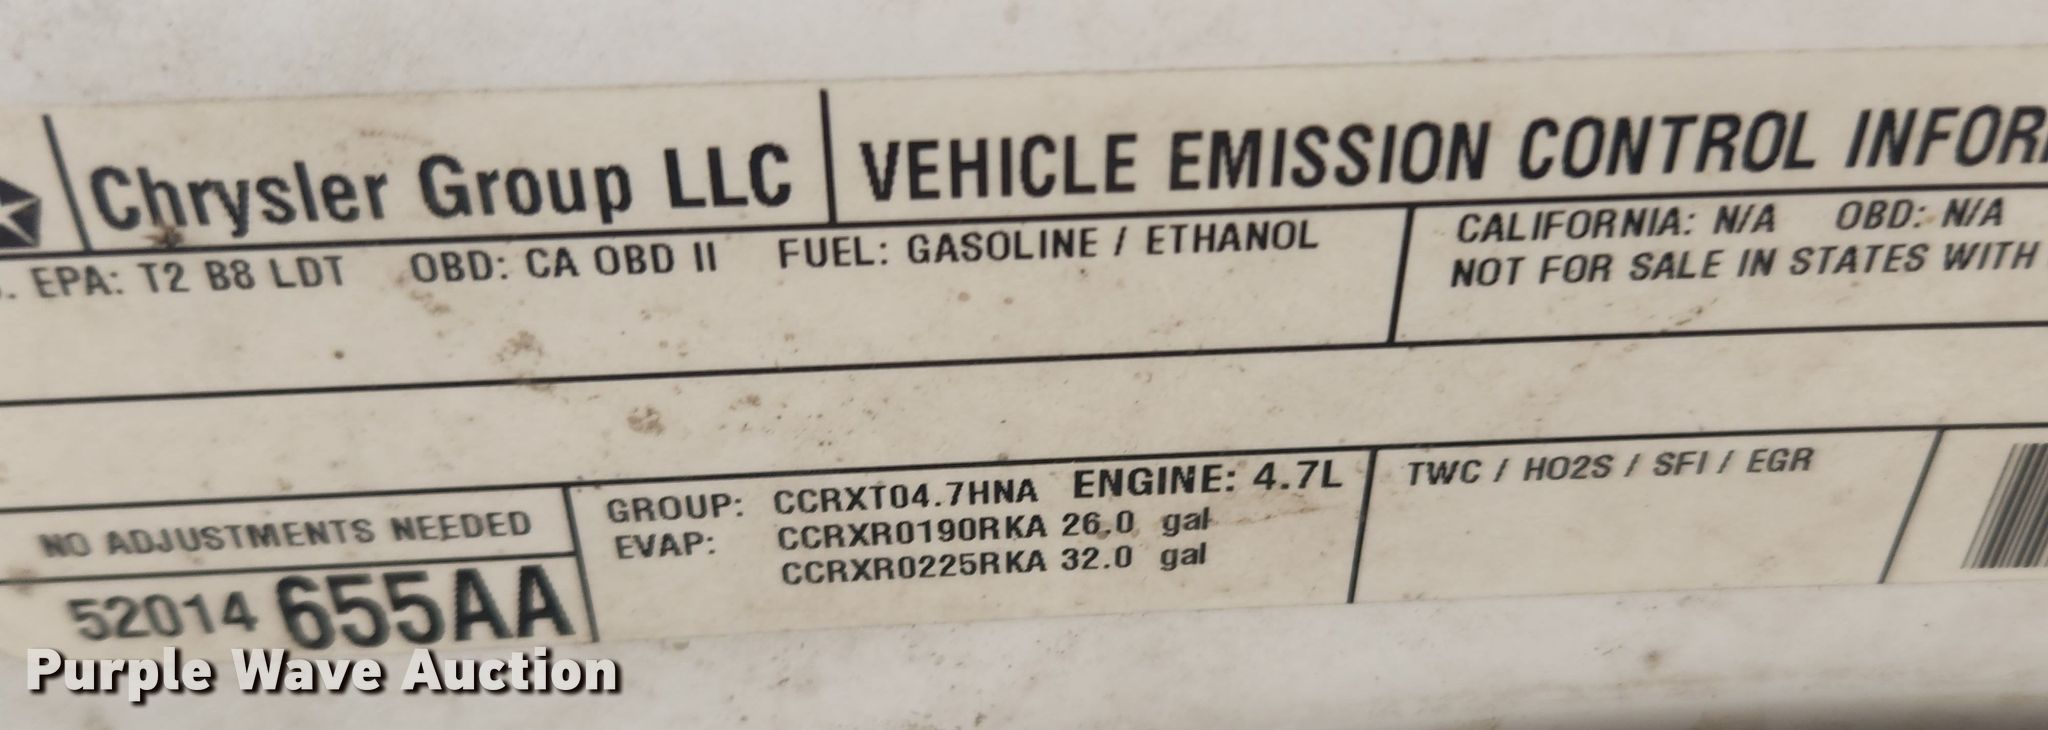 Chrysler Group LLC VEHICLE EMISSION CONTROL
. EPA: T2 B8 LDT OBD: CA OBD II FUEL: GASOLINE / ETHANOL
CALIFORNIA: N/A OBD: N/A
NOT FOR SALE IN STATES WITH
NO ADJUSTMENTS NEEDED
52014 655AA
GROUP: CCRXT04.7HNA ENGINE: 4.7L
EVAP: CCRXR0190RKA 26.0 gal
CCRXR0225RKA 32.0 gal
TWC / HO2S / SFI / EGR
Purple Wave Auction